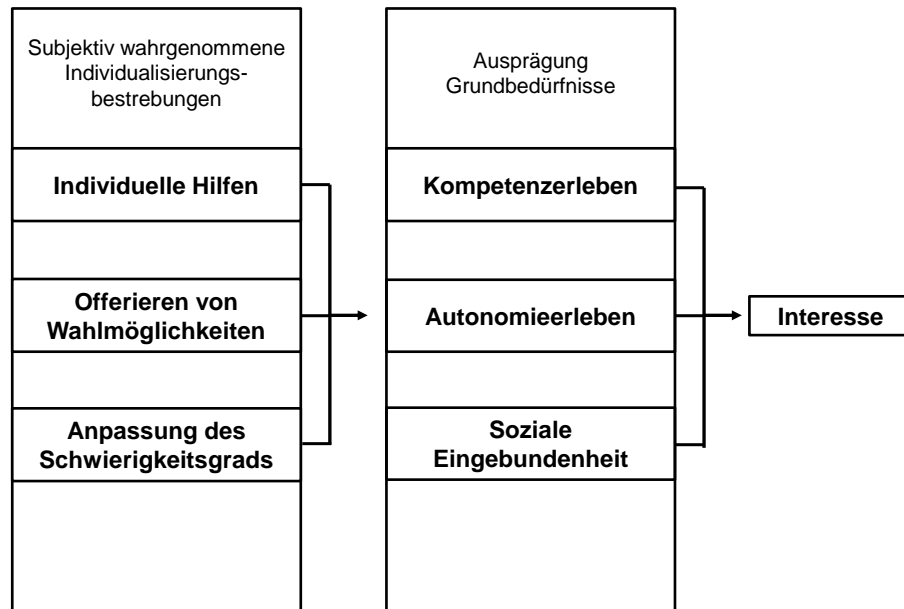 Subjektiv wahrgenommene
Individualisierungs-
bestrebungen
Individuelle Hilfen
Offerieren von
Wahlmöglichkeiten
Anpassung des
Schwierigkeitsgrads
Ausprägung
Grundbedürfnisse
Kompetenzerleben
Autonomieerleben
Soziale
Eingebundenheit
Interesse